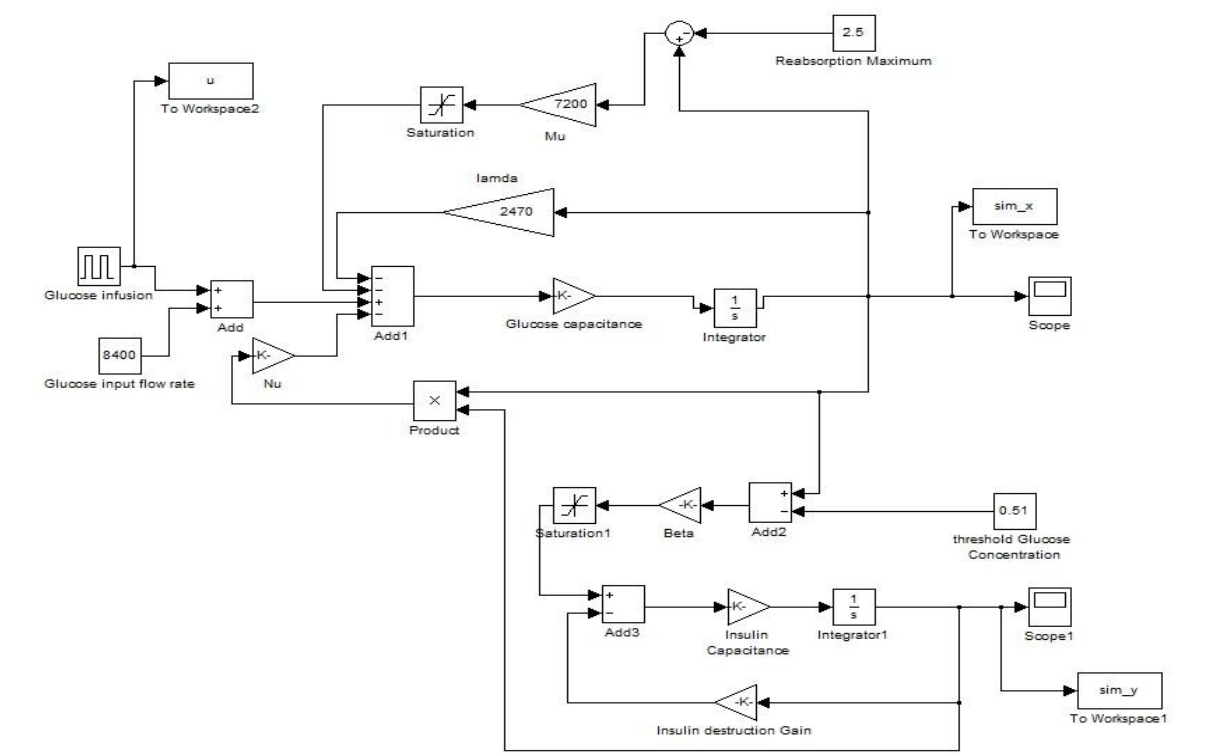 2.5
Reabsorption Maximum
u
To Workspace2
7200
Saturation
Mu
lamda
2470
sim_x
To Workspace
Glucose infusion
Add
Add1
-K-
Glucose capacitance
1
s
Integrator
Scope
8400
Glucose input flow rate
-K-
Nu
×
Product
Saturation1
-K-
Beta
Add2
0.51
threshold Glucose
Concentration
Add3
-K-
Insulin
Capacitance
1
s
Integrator1
Scope1
-K-
Insulin destruction Gain
sim_y
To Workspace1